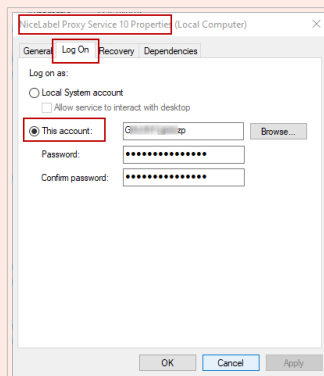 NiceLabel Proxy Service 10 Properties (Local Computer)
General Log On Recovery Dependencies
Log on as:
Local System account
Allow service to interact with desktop
This account: Browse...
Password: •••••••••••••••
Confirm password: •••••••••••••••
OK Cancel Apply